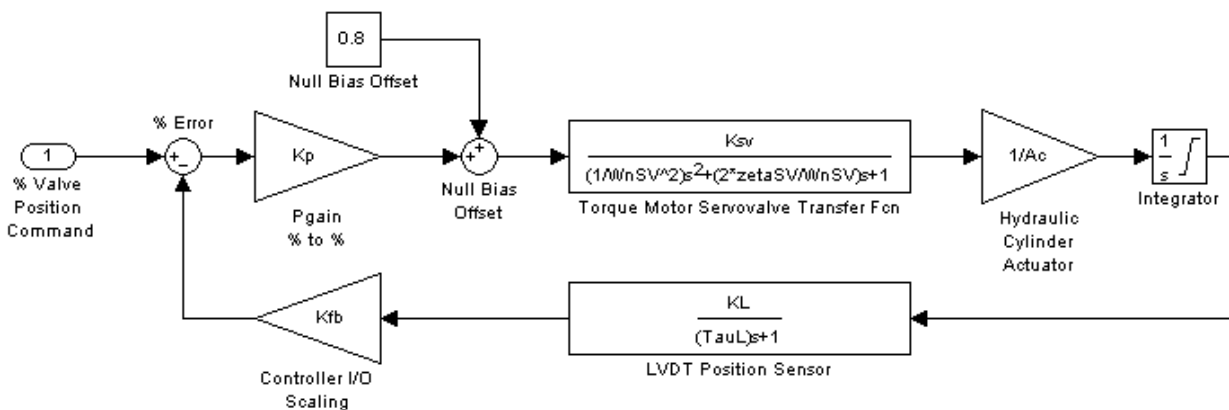 0.8
Null Bias Offset
% Error
1
% Valve
Position
Command
+
−
Kp
Pgain
% to %
+
+
Null Bias
Offset
Ksv
(1/WnSV^2)s2+(2*zetaSV/WnSV)s+1
Torque Motor Servovalve Transfer Fcn
1/Ac
Hydraulic
Cylinder
Actuator
1
s
Integrator
Kfb
Controller I/O
Scaling
KL
(TauL)s+1
LVDT Position Sensor